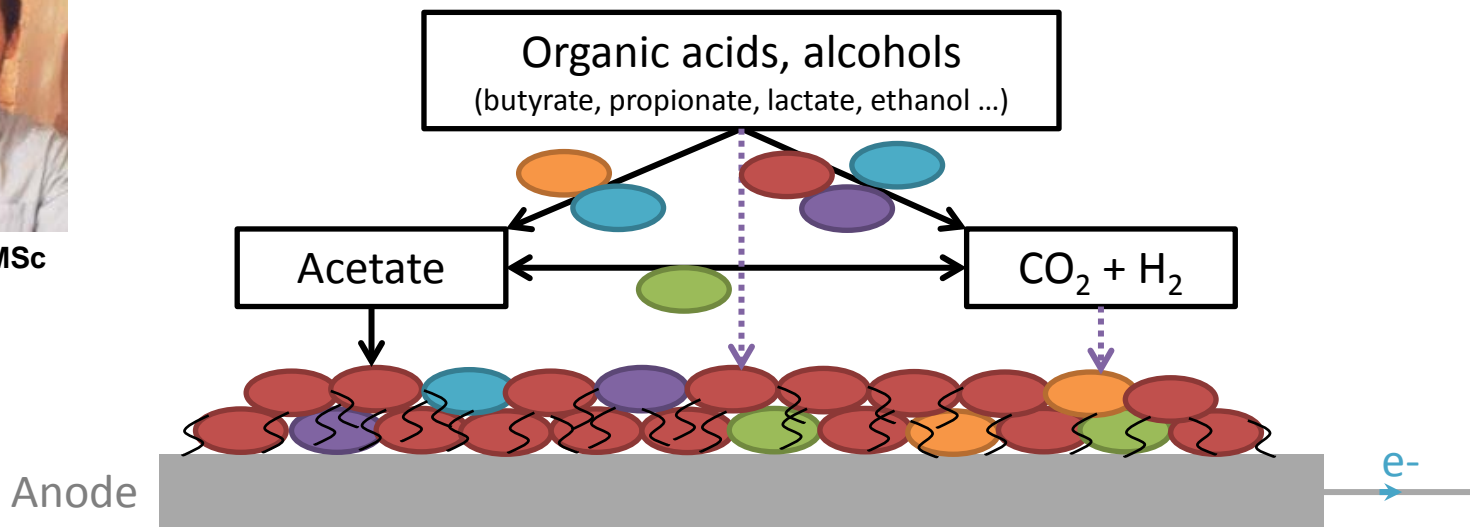 Organic acids, alcohols
(butyrate, propionate, lactate, ethanol ...)
MSc
Acetate
CO₂ + H₂
Anode
e-